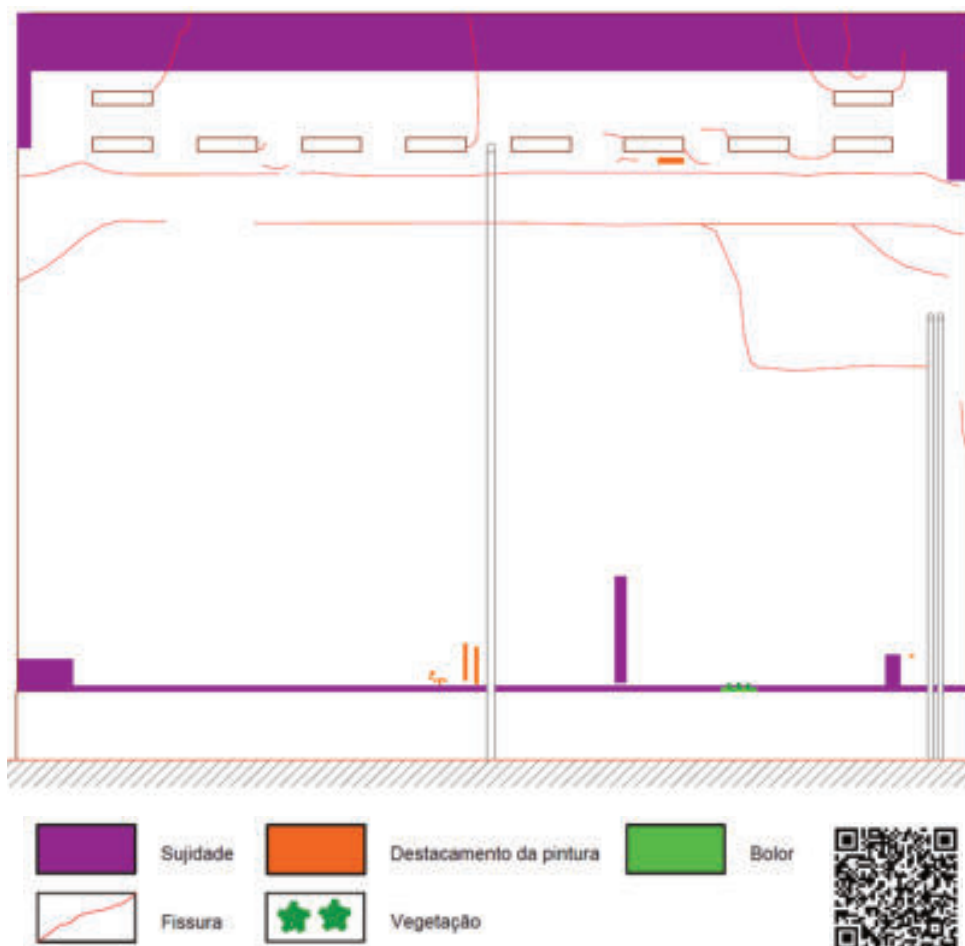 Sujidade
Destacamento da pintura
Bolor
Fissura
Vegetação